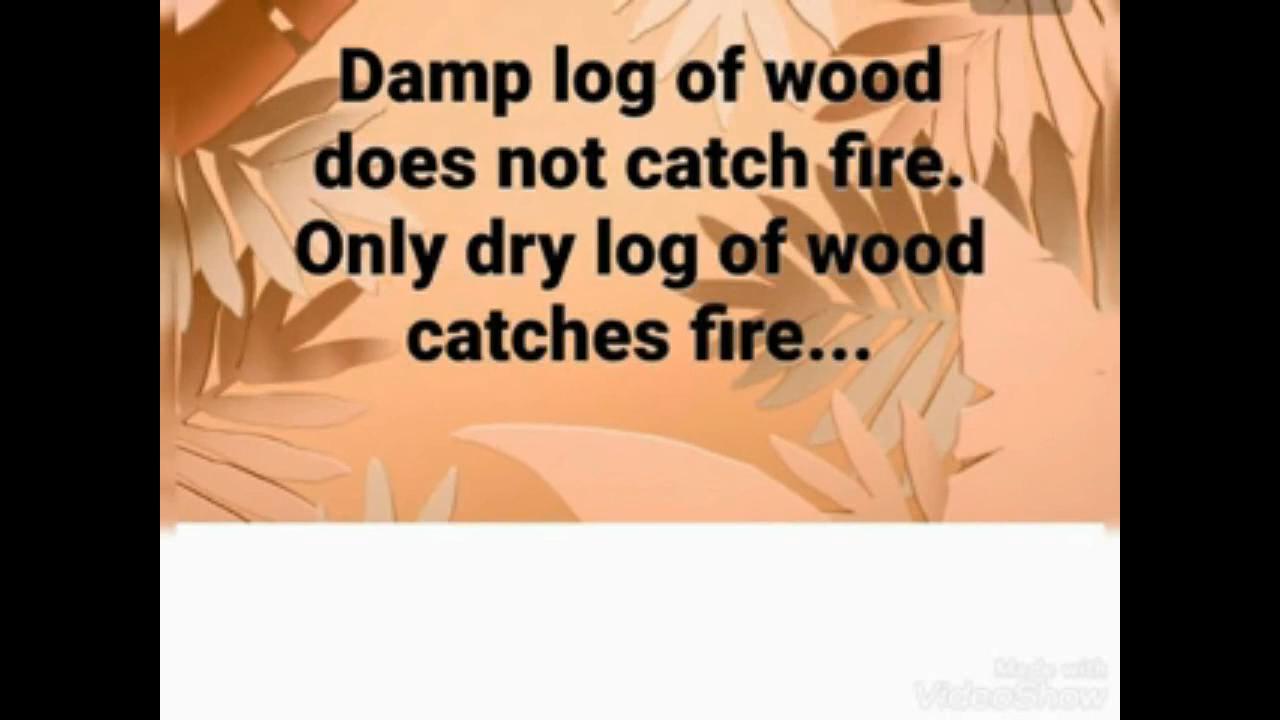 Damp log of wood
does not catch fire.
Only dry log of wood
catches fire...
Made with
VideoShow